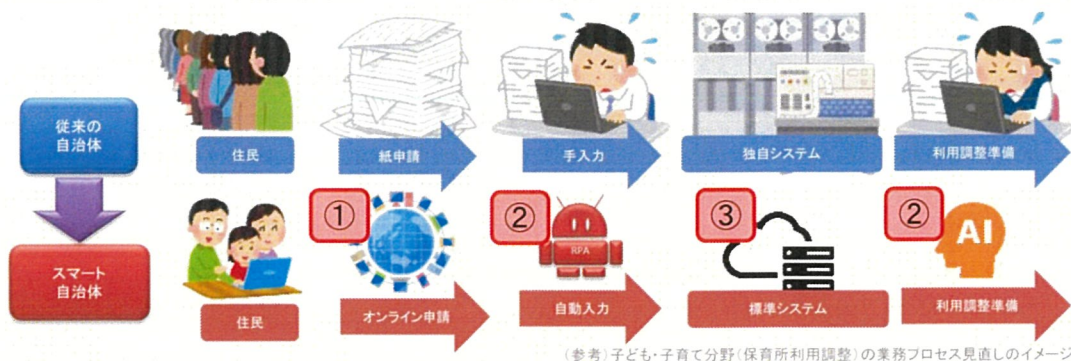 従来の
自治体
住民
紙申請
手入力
独自システム
利用調整準備
スマート
自治体
①
②
RPA
③
②
AI
住民
オンライン申請
自動入力
標準システム
利用調整準備
(参考)子ども・子育て分野(保育所利用調整)の業務プロセス見直しのイメージ